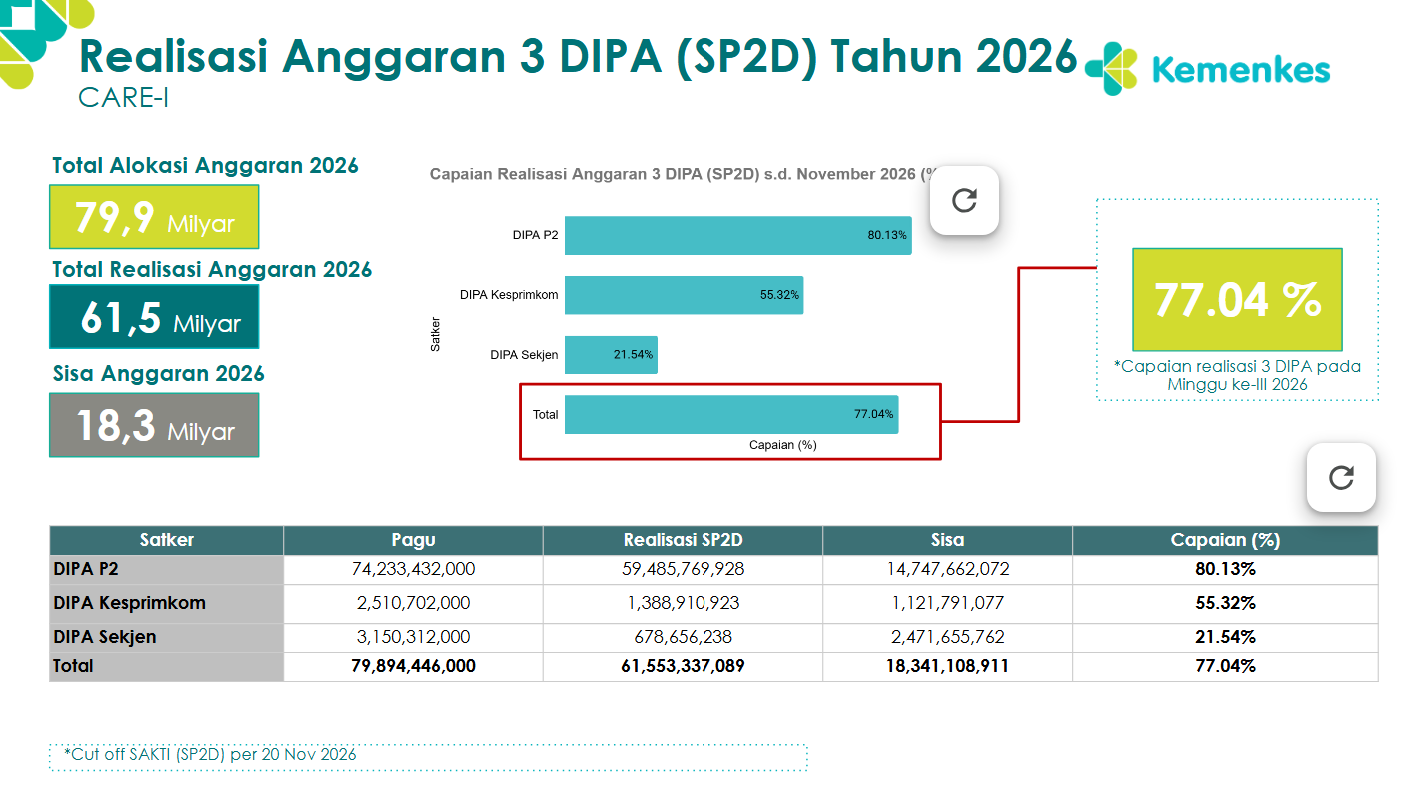 Realisasi Anggaran 3 DIPA (SP2D) Tahun 2026
CARE-I
Kemenkes
Total Alokasi Anggaran 2026
79,9 Milyar
Total Realisasi Anggaran 2026
61,5 Milyar
Sisa Anggaran 2026
18,3 Milyar
Capaian Realisasi Anggaran 3 DIPA (SP2D) s.d. November 2026 (%
Satker
DIPA P2 80.13%
DIPA Kesprimkom 55.32%
DIPA Sekjen 21.54%
Total 77.04%
Capaian (%)
77.04 %
*Capaian realisasi 3 DIPA pada
Minggu ke-III 2026
Satker Pagu Realisasi SP2D Sisa Capaian (%)
DIPA P2 74,233,432,000 59,485,769,928 14,747,662,072 80.13%
DIPA Kesprimkom 2,510,702,000 1,388,910,923 1,121,791,077 55.32%
DIPA Sekjen 3,150,312,000 678,656,238 2,471,655,762 21.54%
Total 79,894,446,000 61,553,337,089 18,341,108,911 77.04%
*Cut off SAKTI (SP2D) per 20 Nov 2026